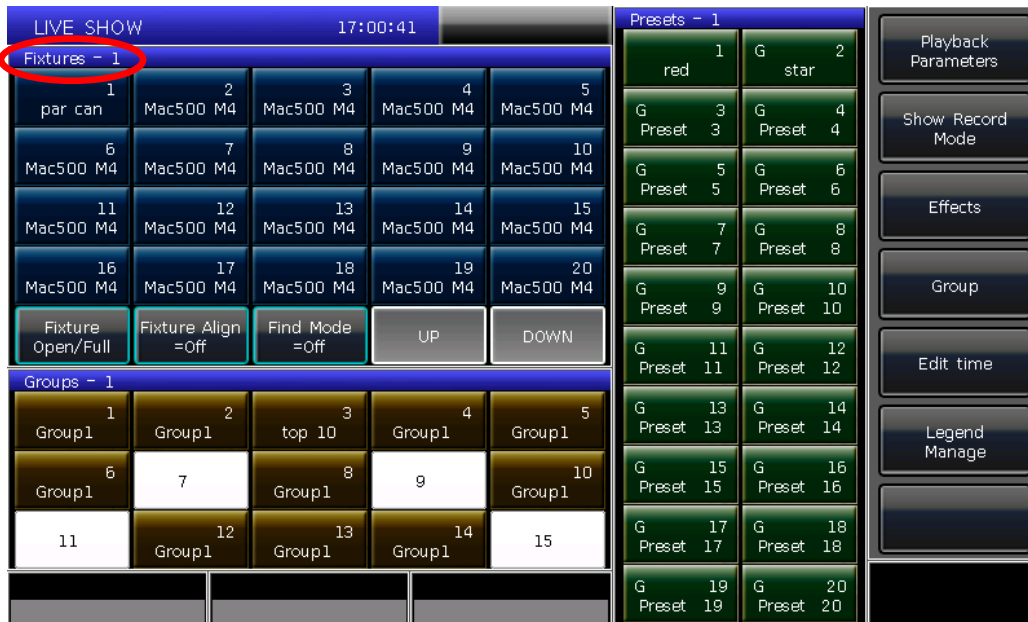 LIVE SHOW 17:00:41
Fixtures - 1
1 2 3 4 5
par can Mac500 M4 Mac500 M4 Mac500 M4 Mac500 M4
6 7 8 9 10
Mac500 M4 Mac500 M4 Mac500 M4 Mac500 M4 Mac500 M4
11 12 13 14 15
Mac500 M4 Mac500 M4 Mac500 M4 Mac500 M4 Mac500 M4
16 17 18 19 20
Mac500 M4 Mac500 M4 Mac500 M4 Mac500 M4 Mac500 M4
Fixture Fixture Align Find Mode UP DOWN
Open/Full =Off =Off
Groups - 1
1 2 3 4 5
Group1 Group1 top 10 Group1 Group1
6 7 8 9 10
Group1 Group1 Group1
11 12 13 14 15
Group1 Group1 Group1
Presets - 1
1 G 2
red star
G 3 G 4
Preset 3 Preset 4
G 5 G 6
Preset 5 Preset 6
G 7 G 8
Preset 7 Preset 8
G 9 G 10
Preset 9 Preset 10
G 11 G 12
Preset 11 Preset 12
G 13 G 14
Preset 13 Preset 14
G 15 G 16
Preset 15 Preset 16
G 17 G 18
Preset 17 Preset 18
G 19 G 20
Preset 19 Preset 20
Playback
Parameters
Show Record
Mode
Effects
Group
Edit time
Legend
Manage